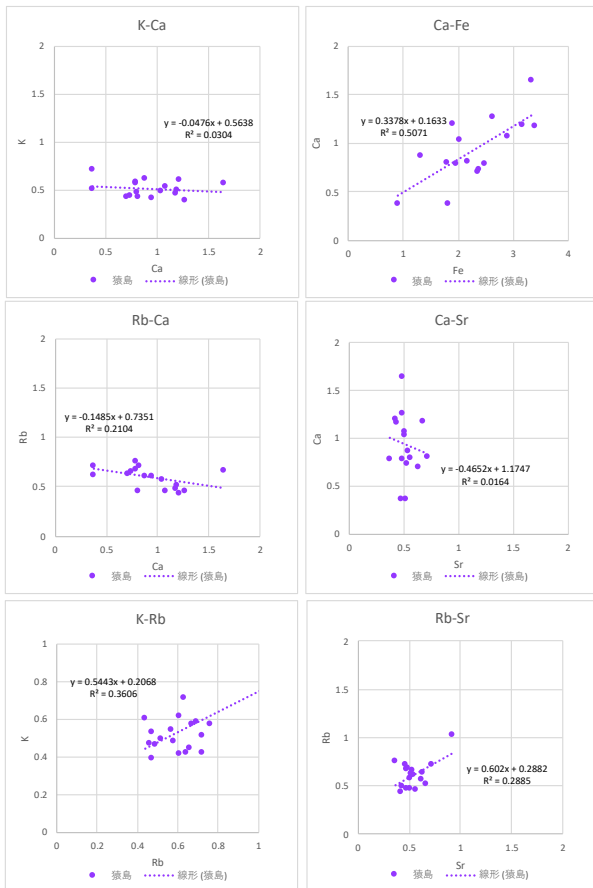 K-Ca
2
1.5
1
0.5
0
K
y = -0.0476x + 0.5638
R² = 0.0304
0 0.5 1 1.5 2
Ca
猿島 線形 (猿島)
Ca-Fe
2
1.5
1
0.5
0
Ca
y = 0.3378x + 0.1633
R² = 0.5071
0 1 2 3 4
Fe
猿島 線形 (猿島)
Rb-Ca
2
1.5
1
0.5
0
Rb
y = -0.1485x + 0.7351
R² = 0.2104
0 0.5 1 1.5 2
Ca
猿島 線形 (猿島)
Ca-Sr
2
1.5
1
0.5
0
Ca
y = -0.4652x + 1.1747
R² = 0.0164
0 0.5 1 1.5 2
Sr
猿島 線形 (猿島)
K-Rb
1
0.8
0.6
0.4
0.2
0
K
y = 0.5443x + 0.2068
R² = 0.3606
0 0.2 0.4 0.6 0.8 1
Rb
猿島 線形 (猿島)
Rb-Sr
2
1.5
1
0.5
0
Rb
y = 0.602x + 0.2882
R² = 0.2885
0 0.5 1 1.5 2
Sr
猿島 線形 (猿島)